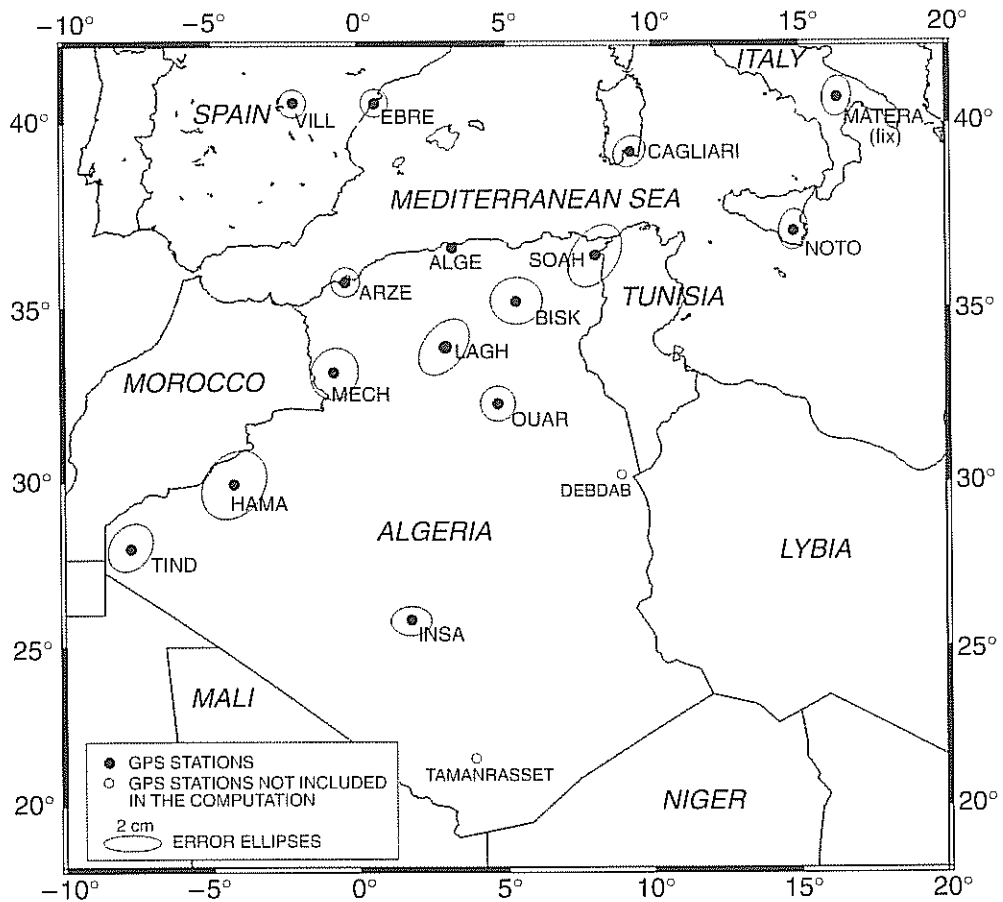 −10° −5° 0° 5° 10° 15° 20°
ITALY
SPAIN
VILL
EBRE
MATERA
(fix)
40° 40°
CAGLIARI
MEDITERRANEAN SEA
NOTO
ALGE
SOAH
ARZE
TUNISIA
35° 35°
BISK
LAGH
MOROCCO
MECH
OUAR
30° 30°
DEBDAB
HAMA
ALGERIA
LYBIA
TIND
INSA
25° 25°
MALI
GPS STATIONS
GPS STATIONS NOT INCLUDED
IN THE COMPUTATION
2 cm
ERROR ELLIPSES
TAMANRASSET
NIGER
20° 20°
−10° −5° 0° 5° 10° 15° 20°